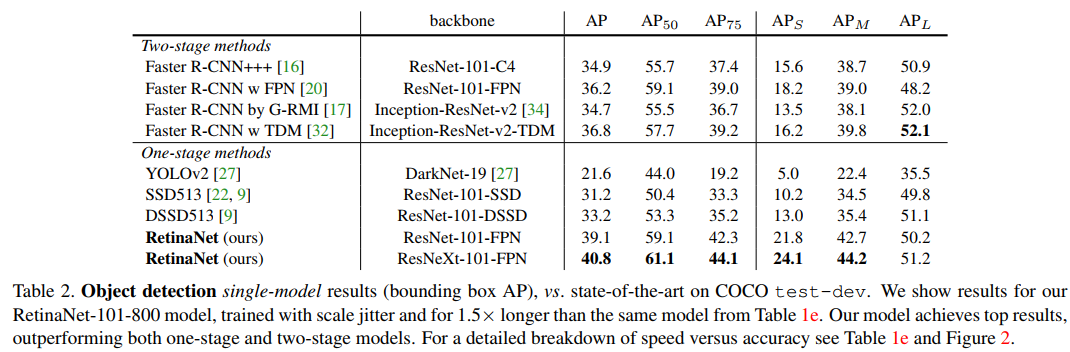 backbone AP AP50 AP75 APS APM APL
Two-stage methods
Faster R-CNN+++ [16] ResNet-101-C4 34.9 55.7 37.4 15.6 38.7 50.9
Faster R-CNN w FPN [20] ResNet-101-FPN 36.2 59.1 39.0 18.2 39.0 48.2
Faster R-CNN by G-RMI [17] Inception-ResNet-v2 [34] 34.7 55.5 36.7 13.5 38.1 52.0
Faster R-CNN w TDM [32] Inception-ResNet-v2-TDM 36.8 57.7 39.2 16.2 39.8 52.1
One-stage methods
YOLOv2 [27] DarkNet-19 [27] 21.6 44.0 19.2 5.0 22.4 35.5
SSD513 [22, 9] ResNet-101-SSD 31.2 50.4 33.3 10.2 34.5 49.8
DSSD513 [9] ResNet-101-DSSD 33.2 53.3 35.2 13.0 35.4 51.1
RetinaNet (ours) ResNet-101-FPN 39.1 59.1 42.3 21.8 42.7 50.2
RetinaNet (ours) ResNeXt-101-FPN 40.8 61.1 44.1 24.1 44.2 51.2
Table 2. Object detection single-model results (bounding box AP), vs. state-of-the-art on COCO test-dev. We show results for our
RetinaNet-101-800 model, trained with scale jitter and for 1.5× longer than the same model from Table 1e. Our model achieves top results,
outperforming both one-stage and two-stage models. For a detailed breakdown of speed versus accuracy see Table 1e and Figure 2.